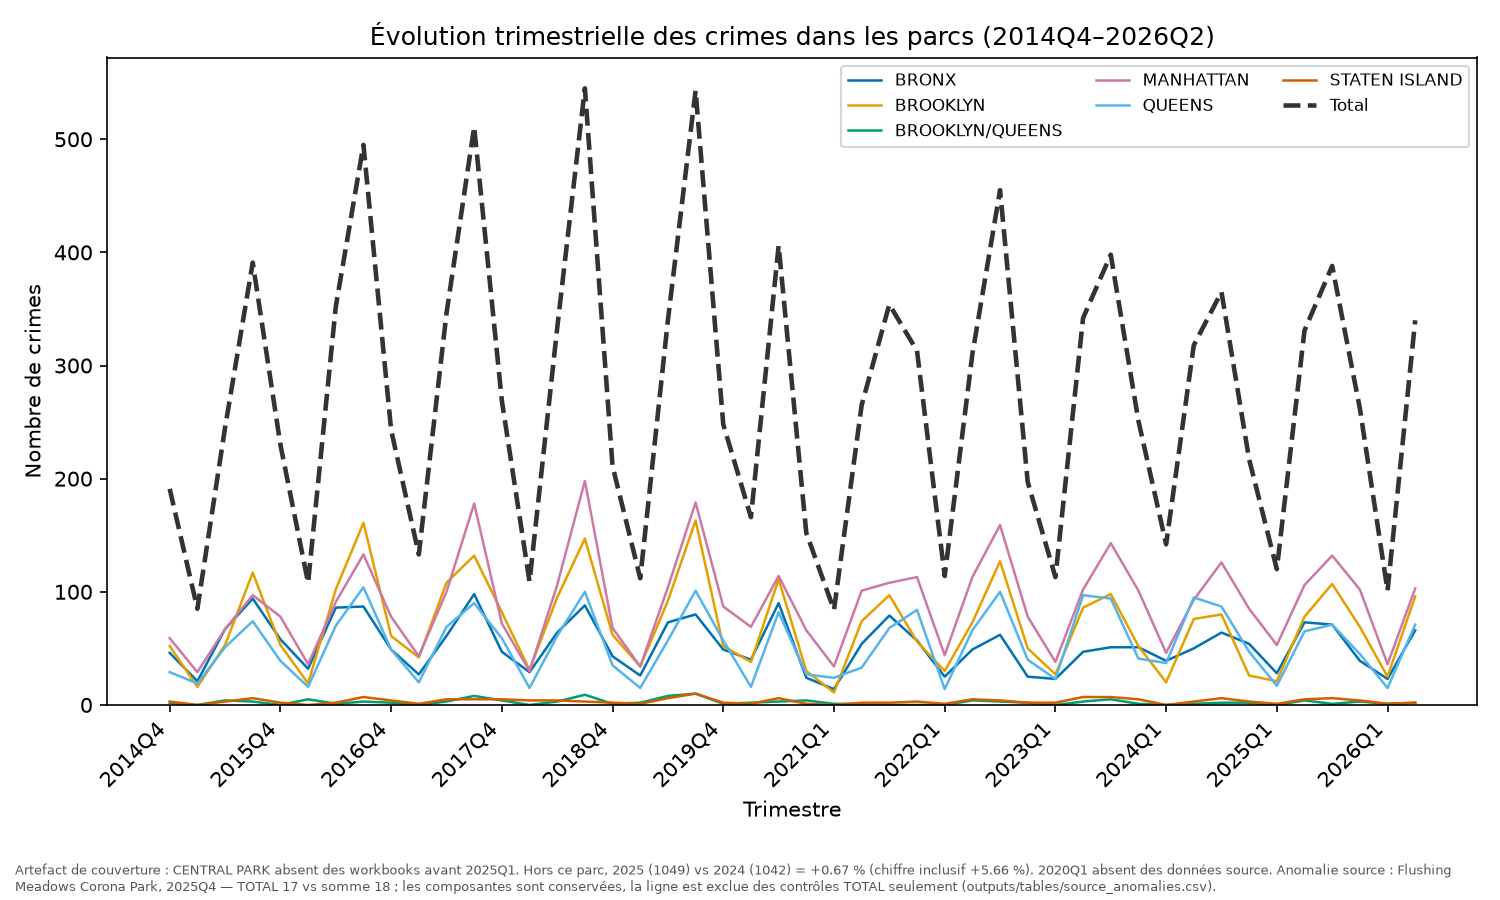 Évolution trimestrielle des crimes dans les parcs (2014Q4–2026Q2)
BRONX
BROOKLYN
BROOKLYN/QUEENS
MANHATTAN
QUEENS
STATEN ISLAND
Total
Nombre de crimes
500
400
300
200
100
0
2014Q4
2015Q4
2016Q4
2017Q4
2018Q4
2019Q4
2021Q1
2022Q1
2023Q1
2024Q1
2025Q1
2026Q1
Trimestre
Artefact de couverture : CENTRAL PARK absent des workbooks avant 2025Q1. Hors ce parc, 2025 (1049) vs 2024 (1042) = +0.67 % (chiffre inclusif +5.66 %). 2020Q1 absent des données source. Anomalie source : Flushing
Meadows Corona Park, 2025Q4 — TOTAL 17 vs somme 18 ; les composantes sont conservées, la ligne est exclue des contrôles TOTAL seulement (outputs/tables/source_anomalies.csv).